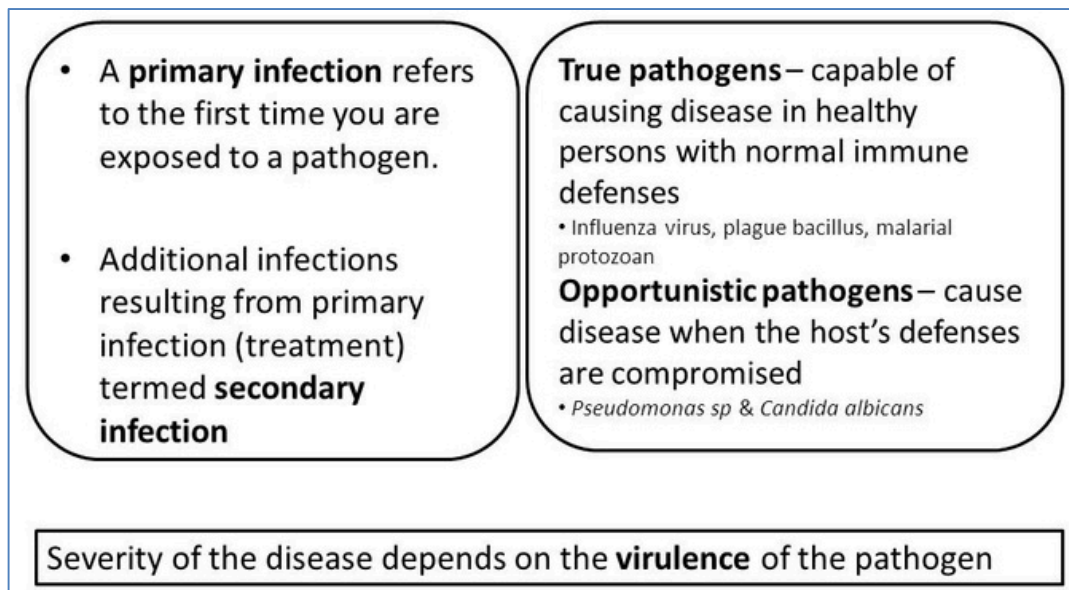 • A primary infection refers
to the first time you are
exposed to a pathogen.
• Additional infections
resulting from primary
infection (treatment)
termed secondary
infection
True pathogens – capable of
causing disease in healthy
persons with normal immune
defenses
• Influenza virus, plague bacillus, malarial
protozoan
Opportunistic pathogens – cause
disease when the host's defenses
are compromised
• Pseudomonas sp & Candida albicans
Severity of the disease depends on the virulence of the pathogen